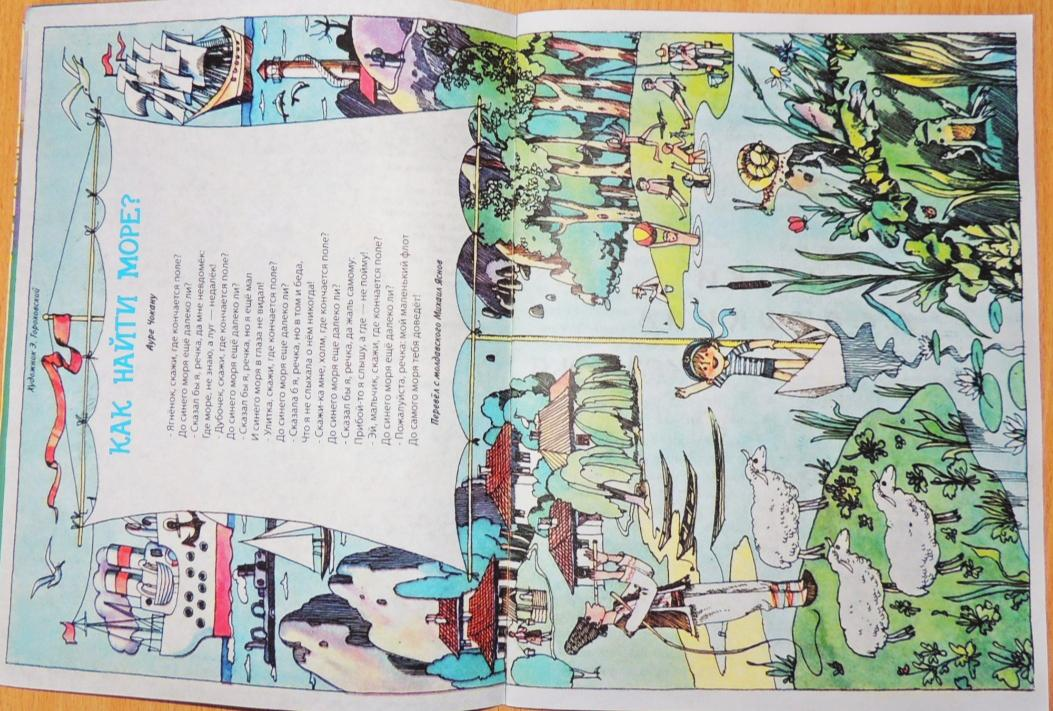 Художник Э. Гороховский
КАК НАЙТИ МОРЕ?
Ауре Чокану
- Ягнёнок, скажи, где кончается поле?
До синего моря ещё далеко ли?
- Сказал бы я, речка, да мне невдомёк:
Где море, не знаю, а луг — недалёк!
- Дубочек, скажи, где кончается поле?
До синего моря ещё далеко ли?
- Сказал бы я, речка, но я ещё мал
И синего моря в глаза не видал!
- Улитка, скажи, где кончается поле?
До синего моря еще далеко ли?
- Сказала б я, речка, но в том и беда,
Что я не слыхала о нем никогда!
- Скажи-ка мне, холм, где кончается поле?
До синего моря еще далеко ли?
- Сказал бы я, речка, да жаль самому:
Прибой-то я слышу, а где — не пойму!
- Эй, мальчик, скажи, где кончается поле?
До синего моря еще далеко ли?
- Пожалуйста, речка, мой маленький флот
До самого моря тебя доведёт!
Перевёл с молдавского Михаил Яснов